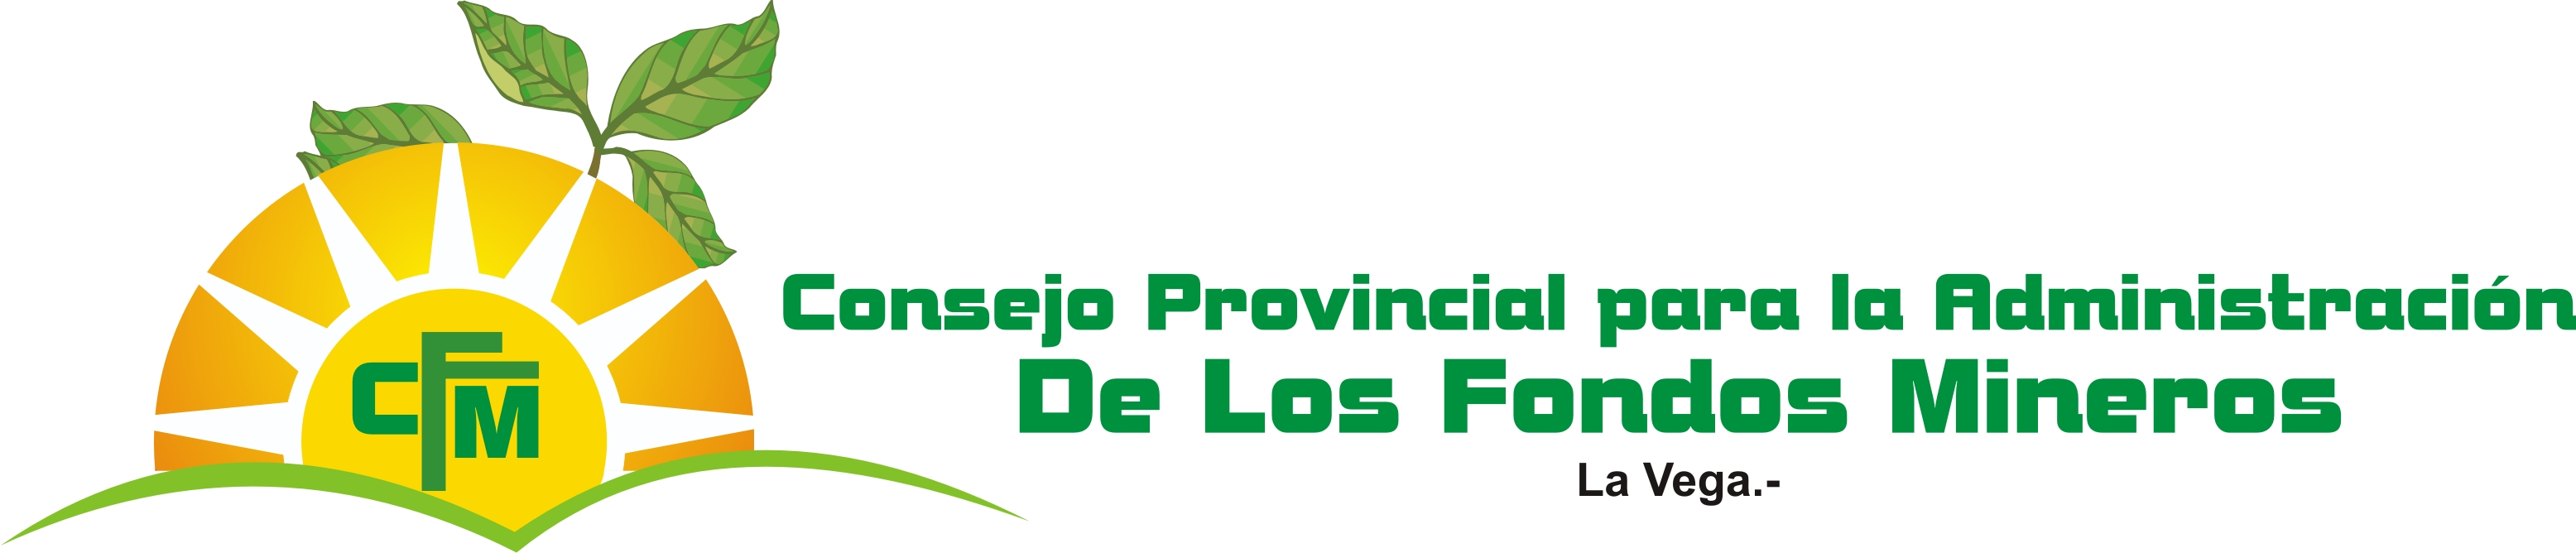 CFM
Consejo Provincial para la Administración
De Los Fondos Mineros
La Vega.-